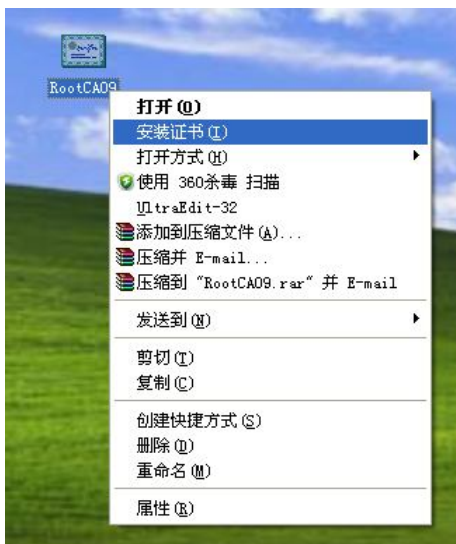 RootCA09
打开(O)
安装证书(I)
打开方式(H)
使用 360杀毒 扫描
UltraEdit-32
添加到压缩文件(A)...
压缩并 E-mail...
压缩到 "RootCA09.rar" 并 E-mail
发送到(N)
剪切(T)
复制(C)
创建快捷方式(S)
删除(D)
重命名(M)
属性(R)